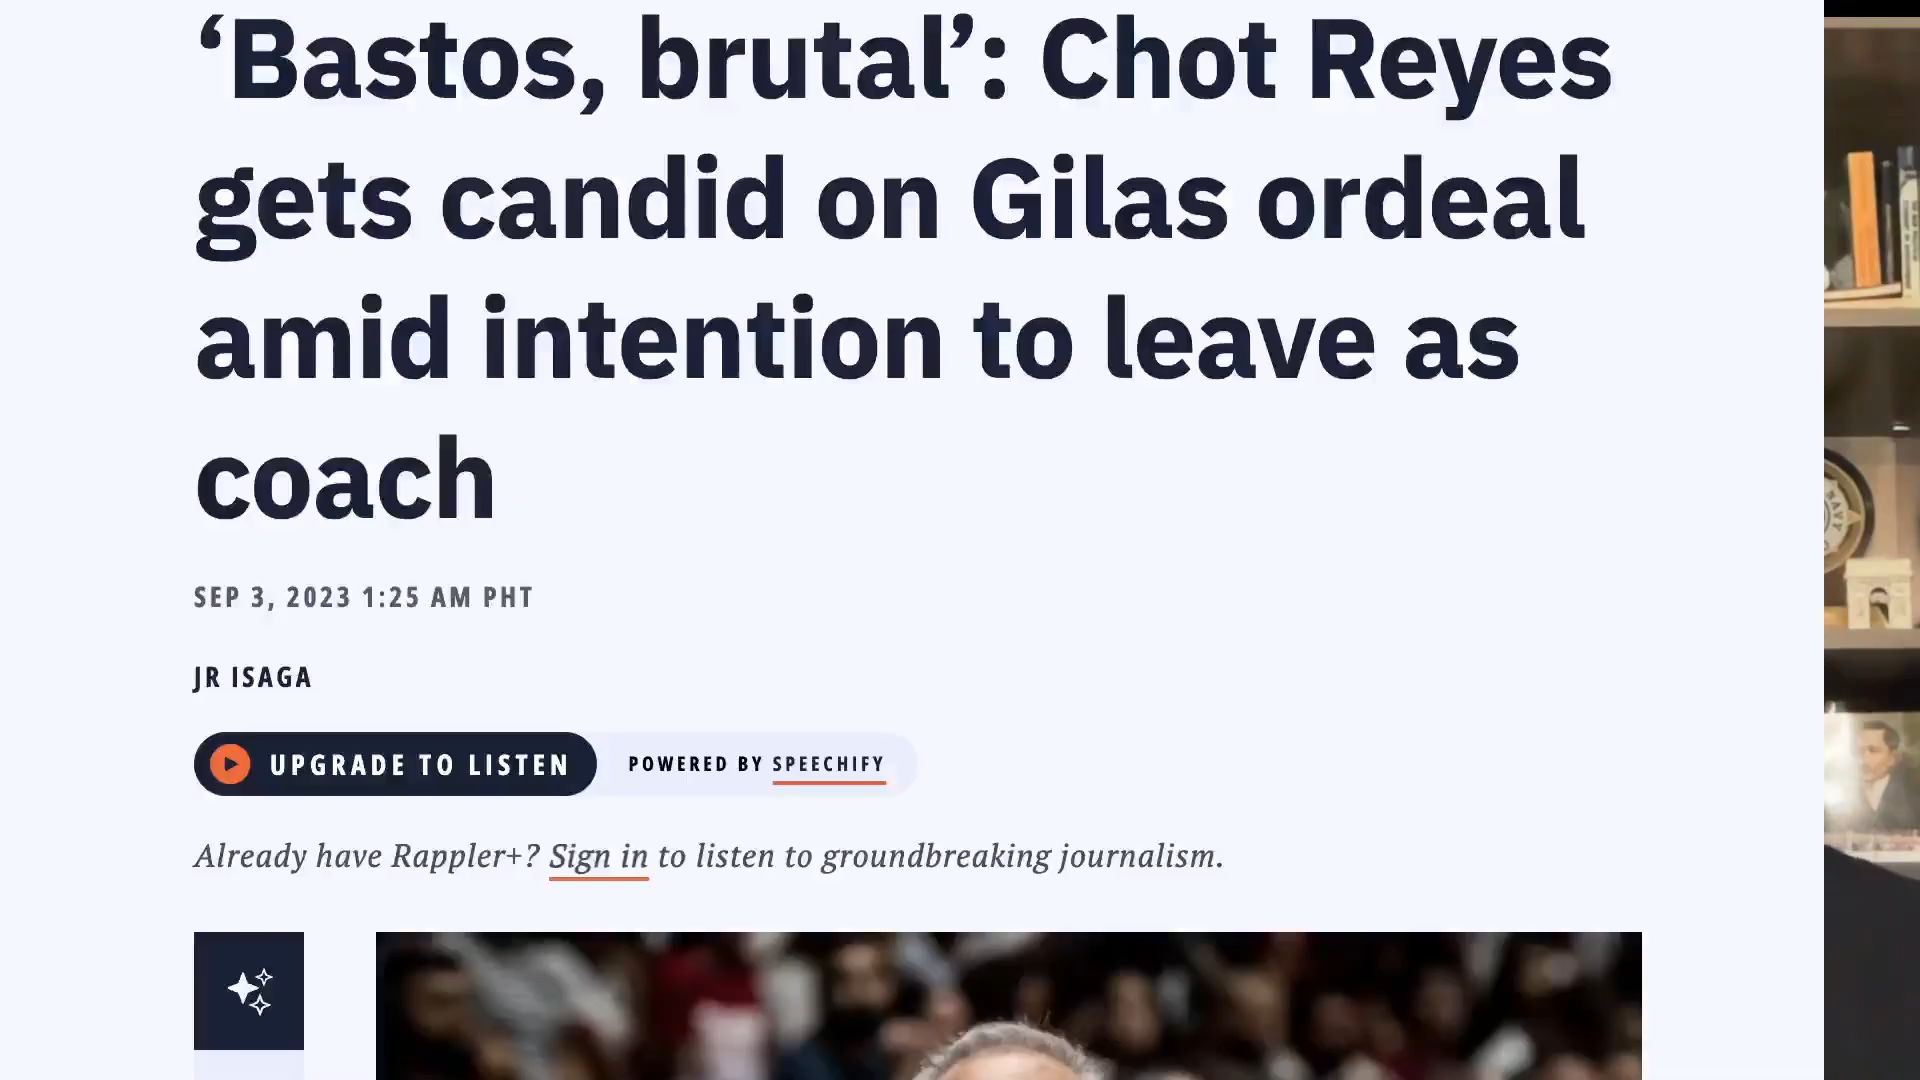 ‘Bastos, brutal’: Chot Reyes
gets candid on Gilas ordeal
amid intention to leave as
coach
SEP 3, 2023 1:25 AM PHT
JR ISAGA
UPGRADE TO LISTEN
POWERED BY SPEECHIFY
Already have Rappler+? Sign in to listen to groundbreaking journalism.